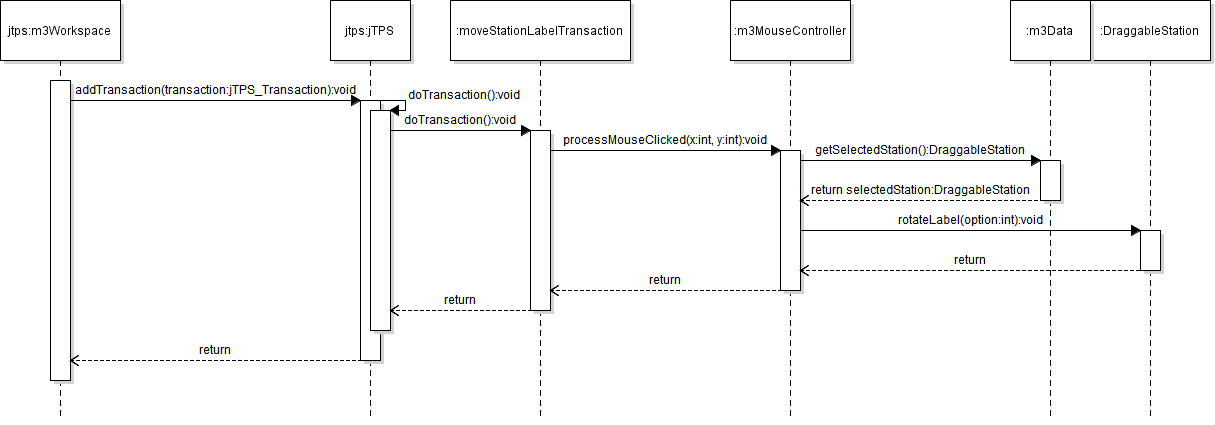 jtps:m3Workspace
jtps:jTPS
:moveStationLabelTransaction
:m3MouseController
:m3Data
:DraggableStation
addTransaction(transaction:jTPS_Transaction):void
doTransaction():void
doTransaction():void
processMouseClicked(x:int, y:int):void
getSelectedStation():DraggableStation
return selectedStation:DraggableStation
rotateLabel(option:int):void
return
return
return
return